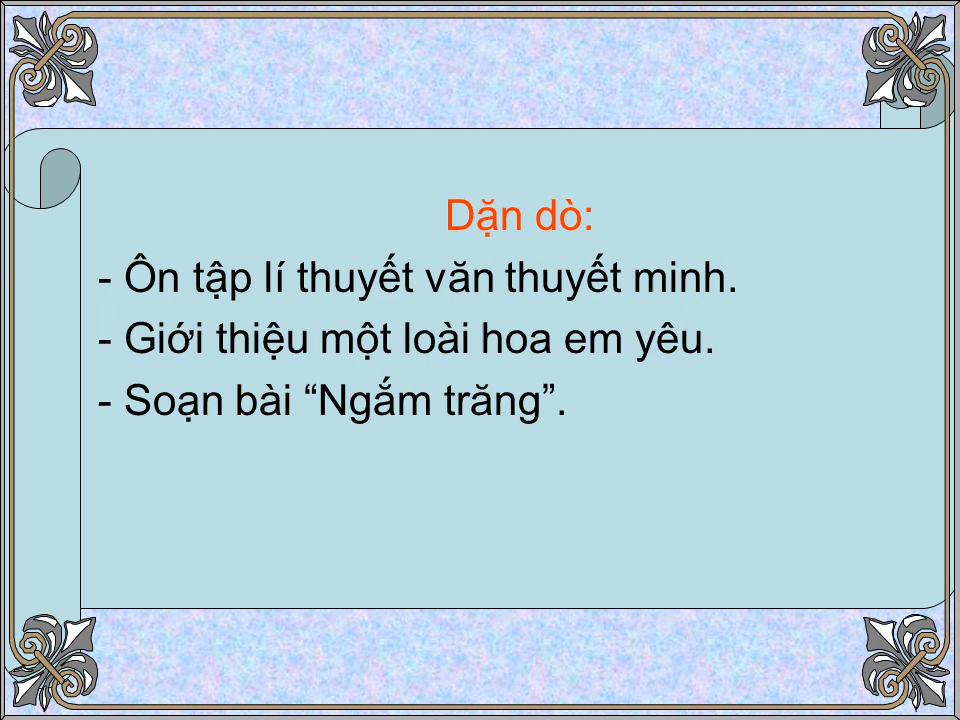 Dặn dò:
- Ôn tập lí thuyết văn thuyết minh.
- Giới thiệu một loài hoa em yêu.
- Soạn bài “Ngắm trăng”.